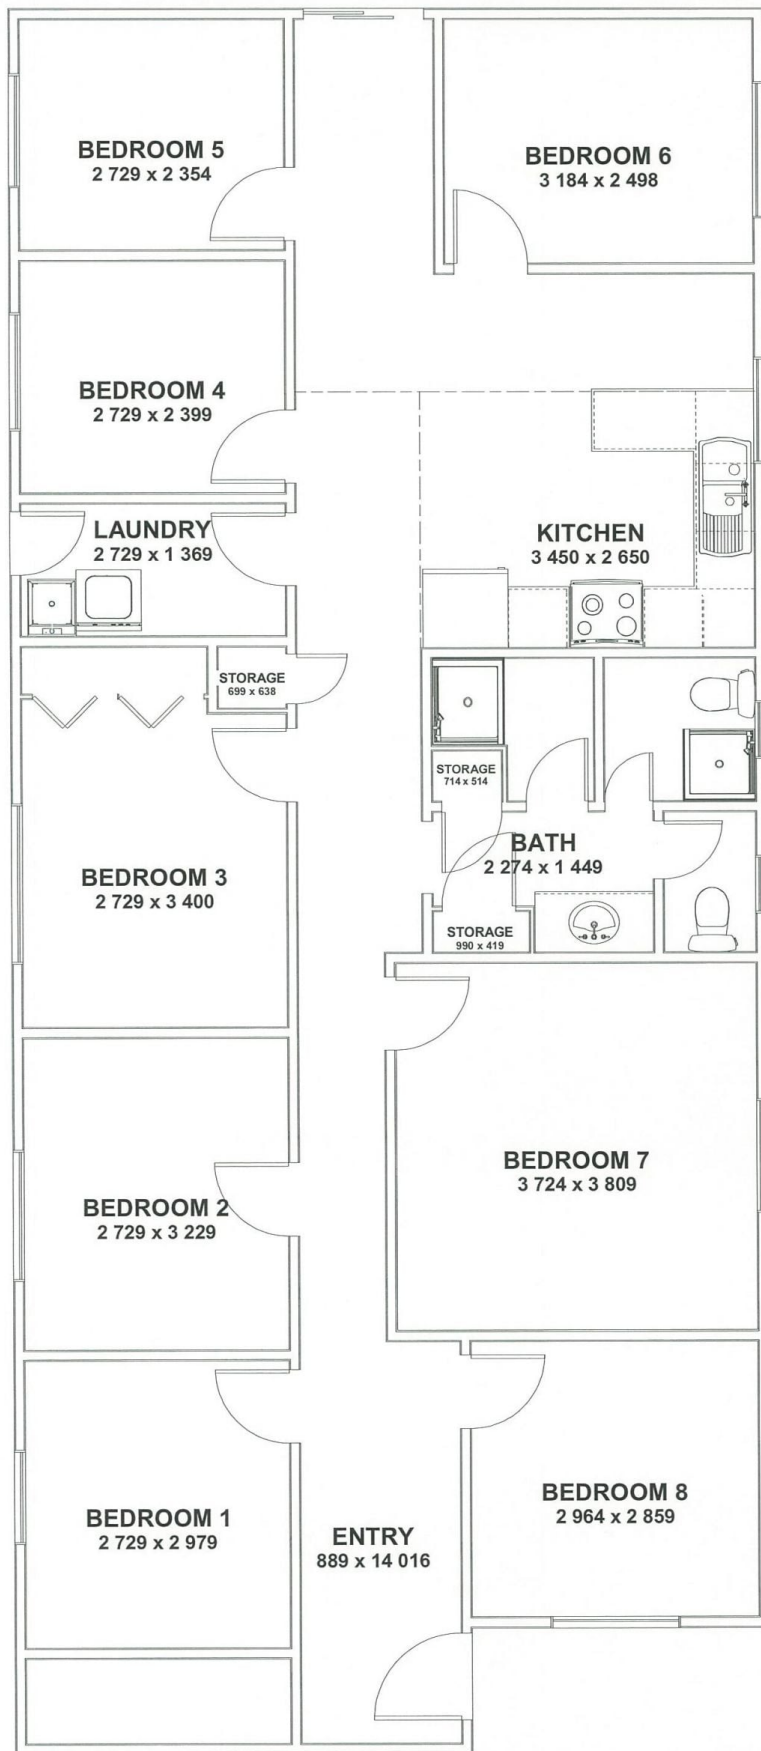 BEDROOM 5
2 729 x 2 354
BEDROOM 6
3 184 x 2 498
BEDROOM 4
2 729 x 2 399
LAUNDRY
2 729 x 1 369
KITCHEN
3 450 x 2 650
STORAGE
699 x 638
STORAGE
714 x 514
BATH
2 274 x 1 449
BEDROOM 3
2 729 x 3 400
STORAGE
990 x 419
BEDROOM 7
3 724 x 3 809
BEDROOM 2
2 729 x 3 229
BEDROOM 1
2 729 x 2 979
ENTRY
889 x 14 016
BEDROOM 8
2 964 x 2 859